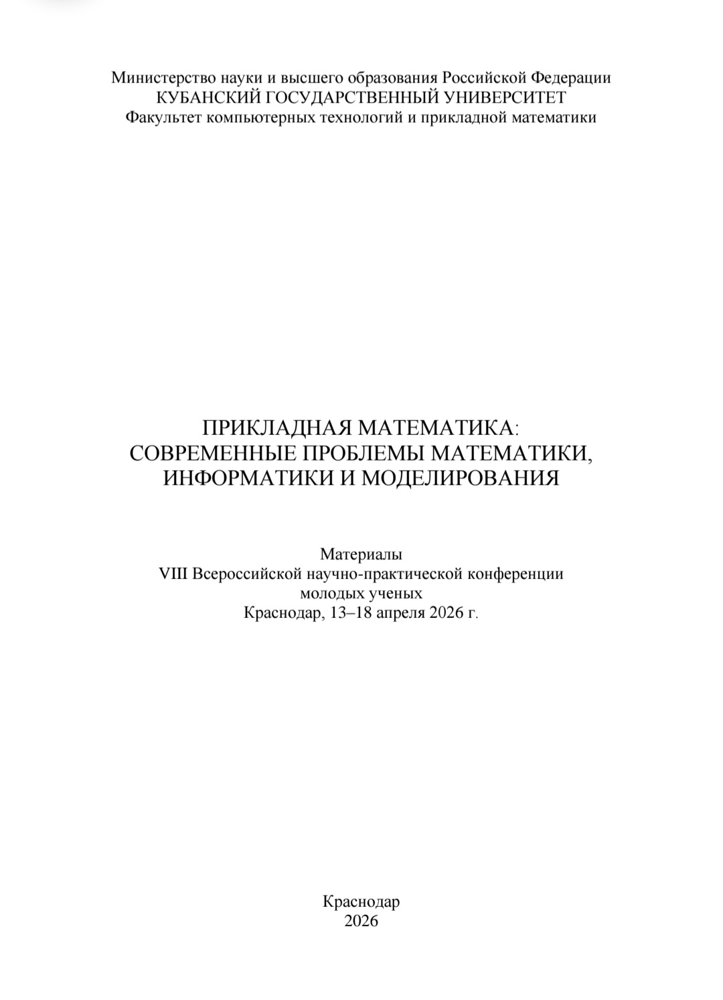 Министерство науки и высшего образования Российской Федерации
КУБАНСКИЙ ГОСУДАРСТВЕННЫЙ УНИВЕРСИТЕТ
Факультет компьютерных технологий и прикладной математики
ПРИКЛАДНАЯ МАТЕМАТИКА:
СОВРЕМЕННЫЕ ПРОБЛЕМЫ МАТЕМАТИКИ,
ИНФОРМАТИКИ И МОДЕЛИРОВАНИЯ
Материалы
VIII Всероссийской научно-практической конференции
молодых ученых
Краснодар, 13–18 апреля 2026 г.
Краснодар
2026